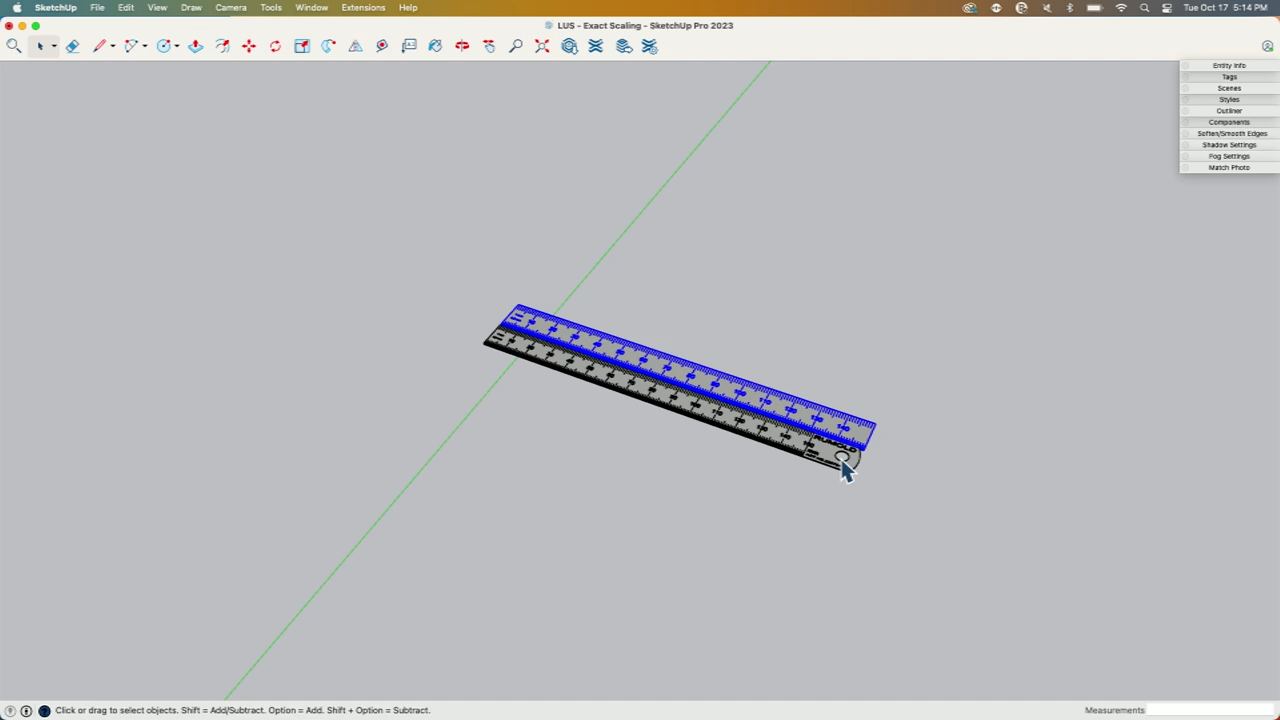 SketchUp File Edit View Draw Camera Tools Window Extensions Help Tue Oct 17 5:14 PM
LUS - Exact Scaling - SketchUp Pro 2023
Entity Info
Tags
Scenes
Styles
Outliner
Components
Soften/Smooth Edges
Shadow Settings
Fog Settings
Match Photo
RUMOLD
Click or drag to select objects. Shift = Add/Subtract. Option = Add. Shift + Option = Subtract. Measurements